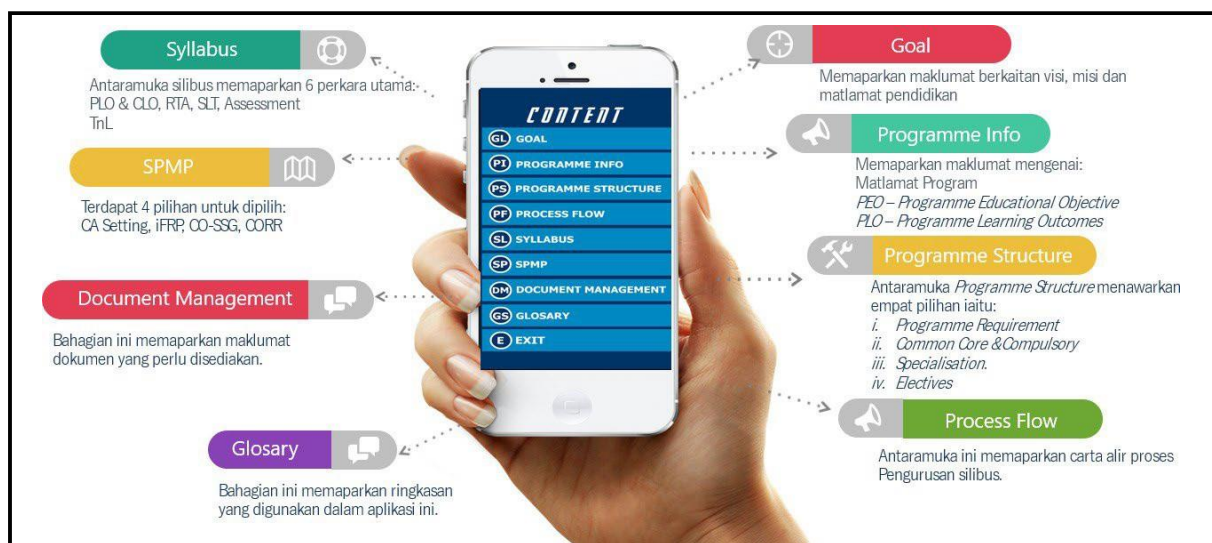 Syllabus
Antaramuka silibus memaparkan 6 perkara utama:
PLO & CLO, RTA, SLT, Assessment
TnL
SPMP
Terdapat 4 pilihan untuk dipilih:
CA Setting, iFRP, CO-SSG, CORR
Document Management
Bahagian ini memaparkan maklumat
dokumen yang perlu disediakan.
Glosary
Bahagian ini memaparkan ringkasan
yang digunakan dalam aplikasi ini.
CONTENT
GL GOAL
PI PROGRAMME INFO
PS PROGRAMME STRUCTURE
PF PROCESS FLOW
SL SYLLABUS
SP SPMP
DM DOCUMENT MANAGEMENT
GS GLOSARY
E EXIT
Goal
Memaparkan maklumat berkaitan visi, misi dan
matlamat pendidikan
Programme Info
Memaparkan maklumat mengenai:
Matlamat Program
PEO – Programme Educational Objective
PLO – Programme Learning Outcomes
Programme Structure
Antaramuka Programme Structure menawarkan
empat pilihan iaitu:
i. Programme Requirement
ii. Common Core &Compulsory
iii. Specialisation.
iv. Electives
Process Flow
Antaramuka ini memaparkan carta alir proses
Pengurusan silibus.